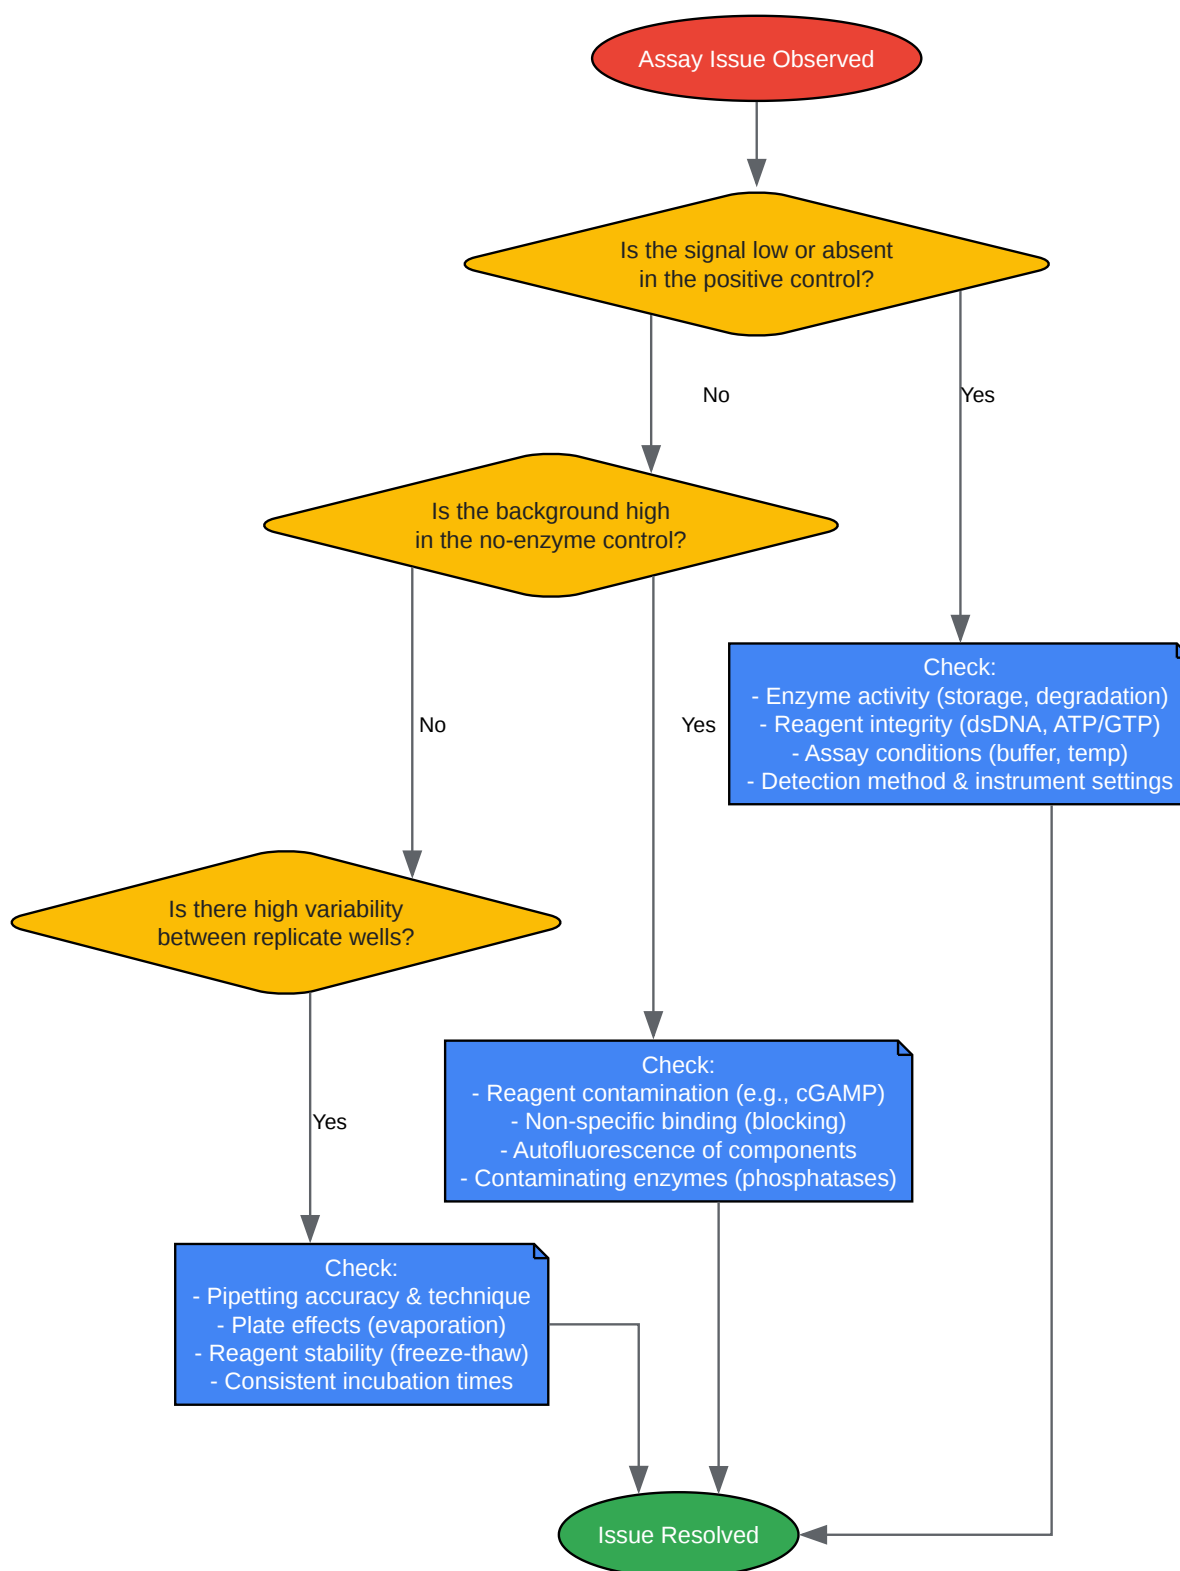 Assay Issue Observed
Is the signal low or absent
in the positive control?
No
Yes
Is the background high
in the no-enzyme control?
No
Yes
Check:
- Enzyme activity (storage, degradation)
- Reagent integrity (dsDNA, ATP/GTP)
- Assay conditions (buffer, temp)
- Detection method & instrument settings
Is there high variability
between replicate wells?
Yes
Check:
- Reagent contamination (e.g., cGAMP)
- Non-specific binding (blocking)
- Autofluorescence of components
- Contaminating enzymes (phosphatases)
Check:
- Pipetting accuracy & technique
- Plate effects (evaporation)
- Reagent stability (freeze-thaw)
- Consistent incubation times
Issue Resolved